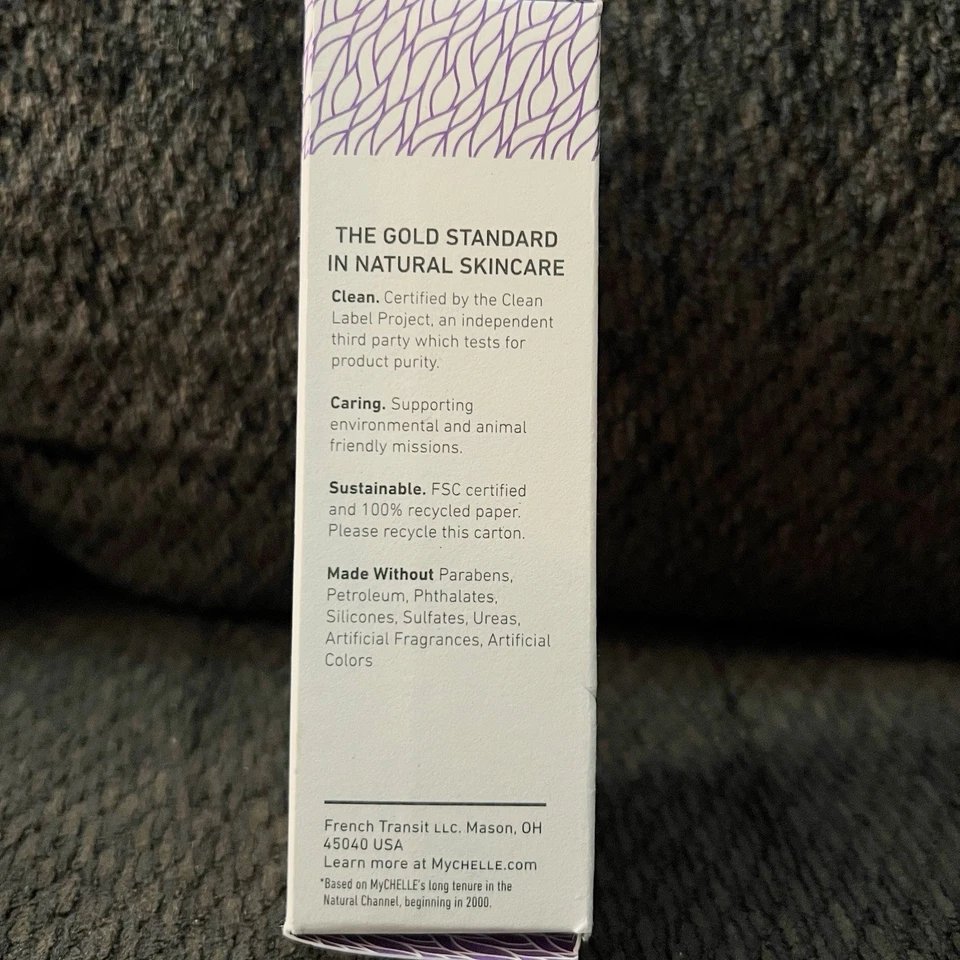 THE GOLD STANDARD
IN NATURAL SKINCARE
Clean. Certified by the Clean
Label Project, an independent
third party which tests for
product purity.
Caring. Supporting
environmental and animal
friendly missions.
Sustainable. FSC certified
and 100% recycled paper.
Please recycle this carton.
Made Without Parabens,
Petroleum, Phthalates,
Silicones, Sulfates, Ureas,
Artificial Fragrances, Artificial
Colors
French Transit LLC. Mason, OH
45040 USA
Learn more at MyCHELLE.com
*Based on MyCHELLE's long tenure in the
Natural Channel, beginning in 2000.